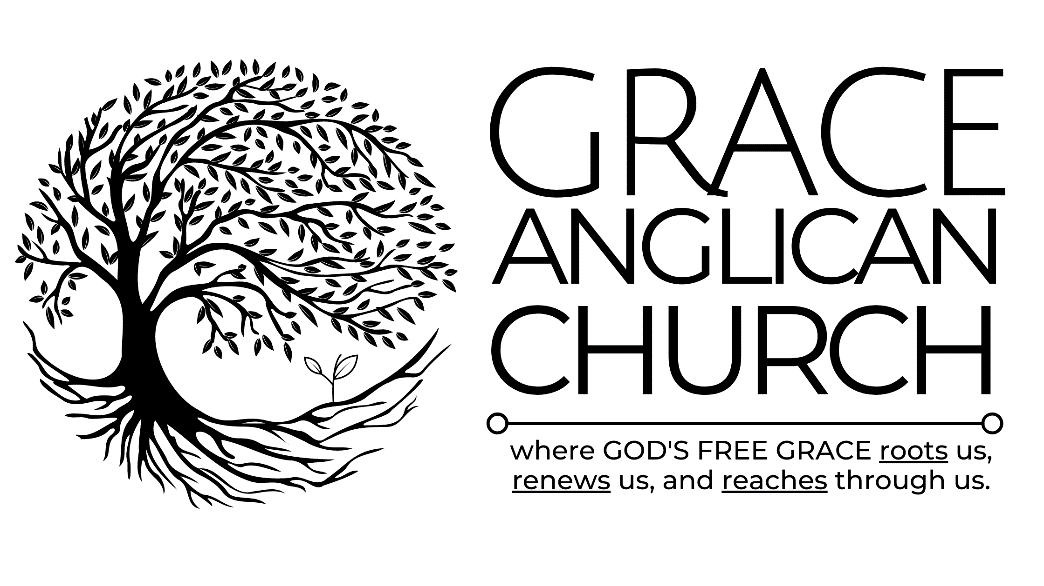 GRACE
ANGLICAN
CHURCH
where GOD'S FREE GRACE roots us,
renews us, and reaches through us.